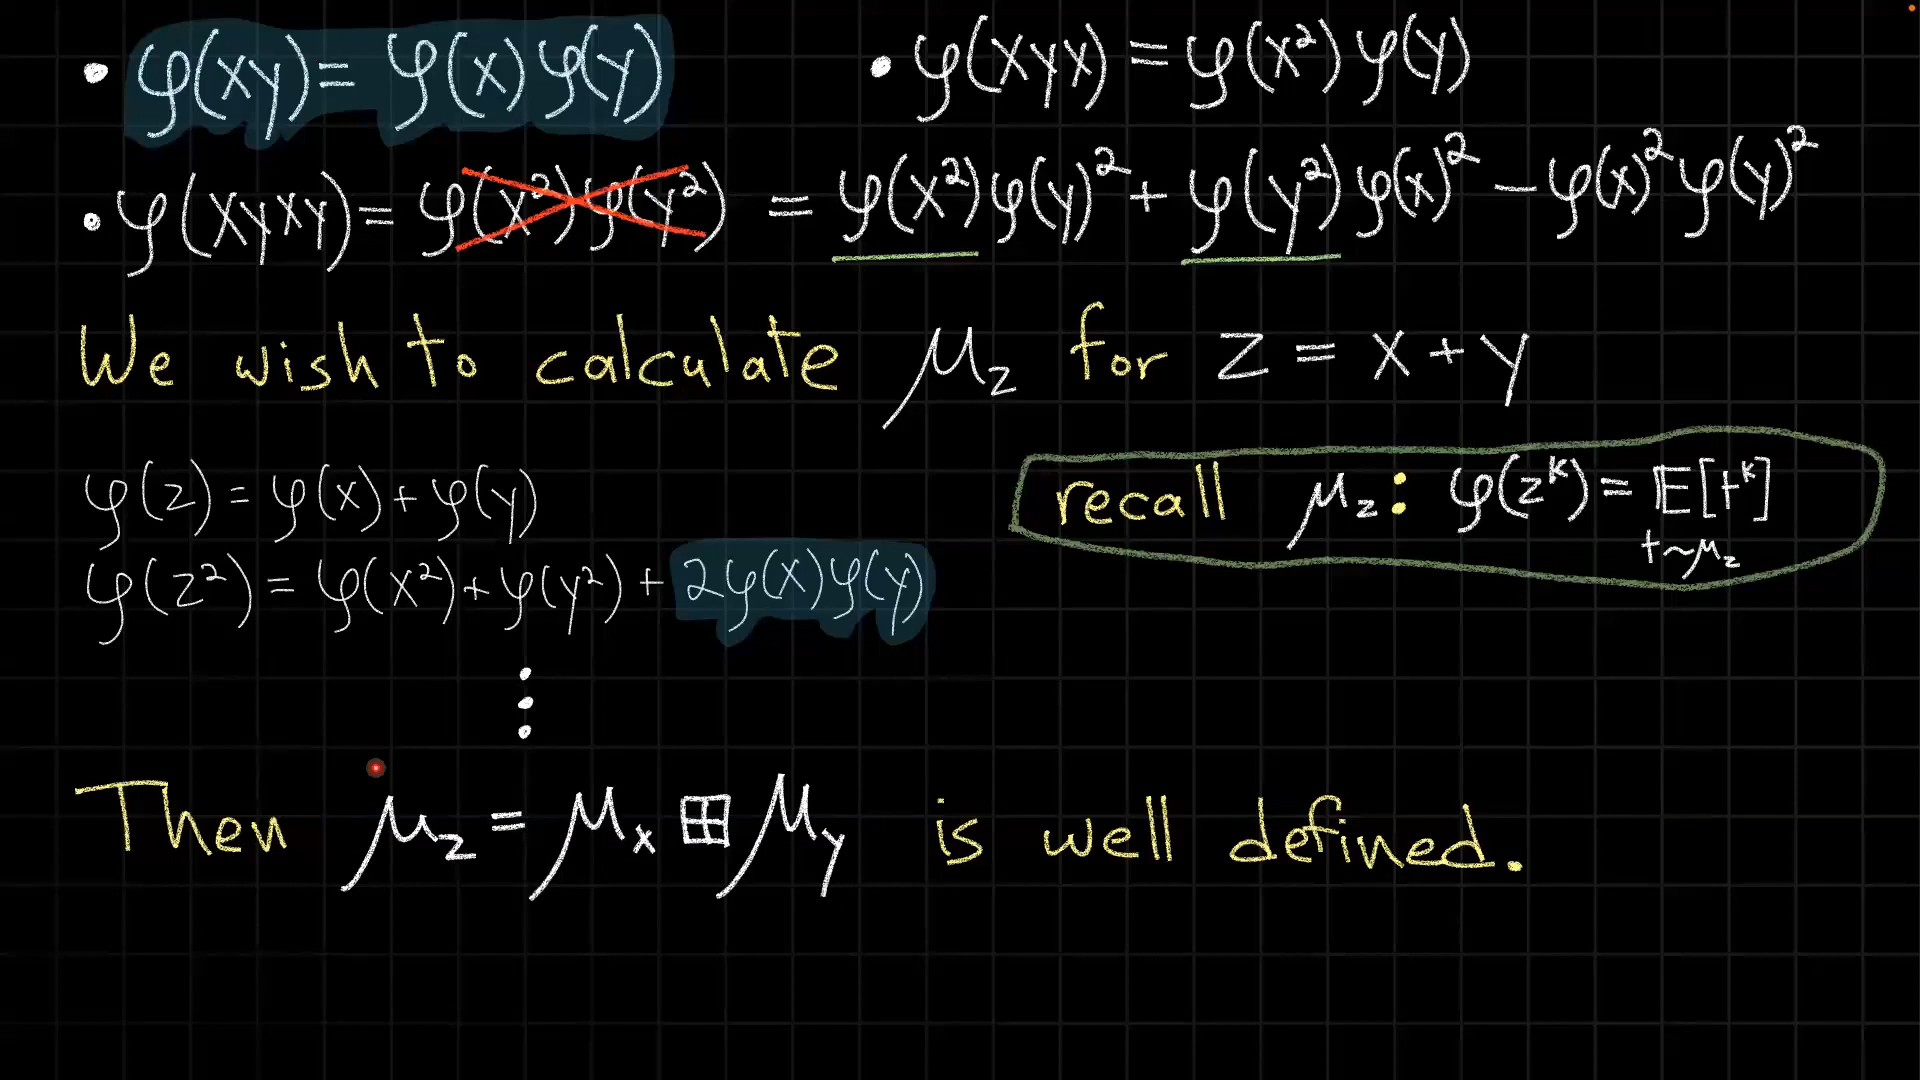 • φ(xy) = φ(x) φ(y) • φ(xyx) = φ(x²) φ(y)
• φ(xyxy) = φ(x²) φ(y²) = φ(x²) φ(y)² + φ(y²) φ(x)² − φ(x)² φ(y)²
We wish to calculate μ_z for z = x + y
φ(z) = φ(x) + φ(y)
recall μ_z : φ(z^k) = 𝔼[t^k]
t~μ_z
φ(z²) = φ(x²) + φ(y²) + 2φ(x)φ(y)
⋮
Then μ_z = μ_x ⊞ μ_y is well defined.